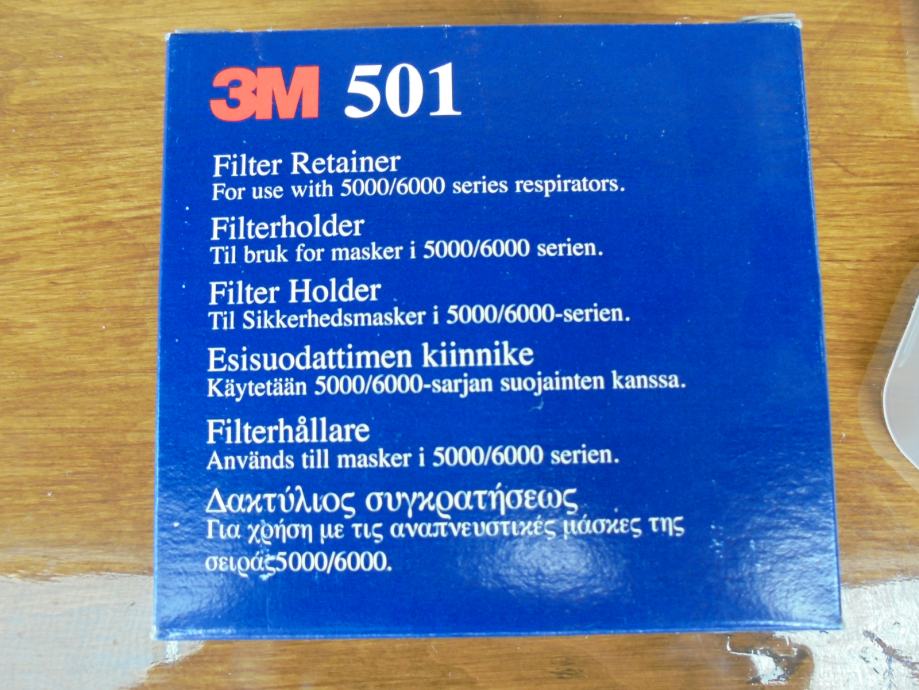 3M 501
Filter Retainer
For use with 5000/6000 series respirators.
Filterholder
Til bruk for masker i 5000/6000 serien.
Filter Holder
Til Sikkerhedsmasker i 5000/6000-serien.
Esisuodattimen kiinnike
Käytetään 5000/6000-sarjan suojainten kanssa.
Filterhållare
Används till masker i 5000/6000 serien.
Δακτύλιος συγκρατήσεως
Για χρήση με τις αναπνευστικές μάσκες της
σειράς5000/6000.